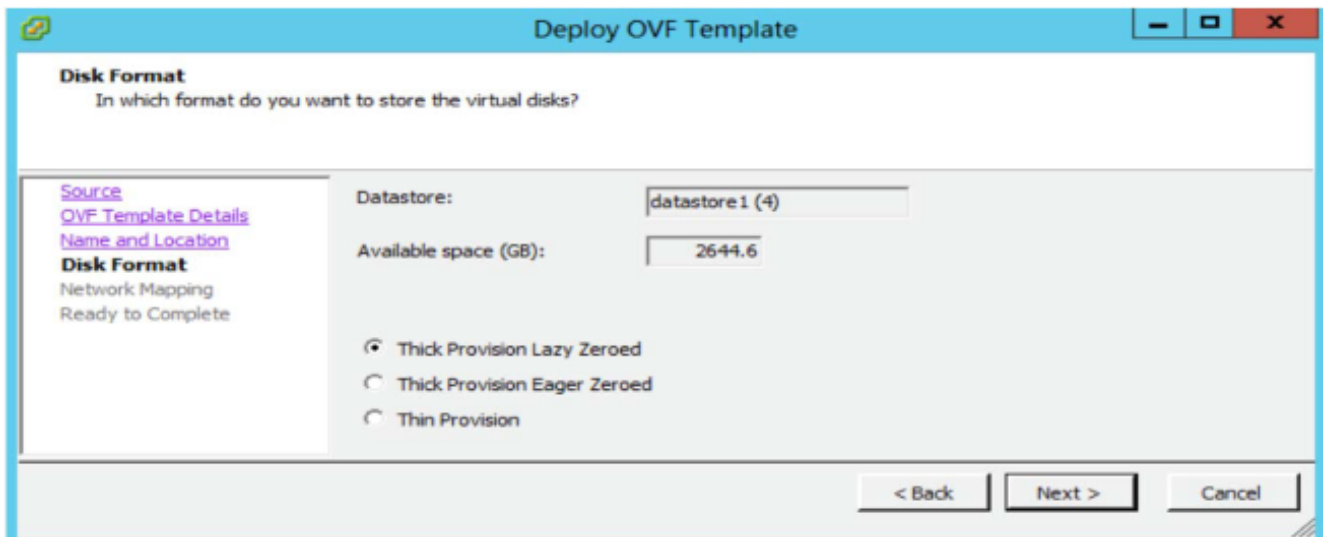 Deploy OVF Template
Disk Format
In which format do you want to store the virtual disks?
Source
OVF Template Details
Name and Location
Disk Format
Network Mapping
Ready to Complete
Datastore:
datastore1 (4)
Available space (GB):
2644.6
Thick Provision Lazy Zeroed
Thick Provision Eager Zeroed
Thin Provision
< Back
Next >
Cancel